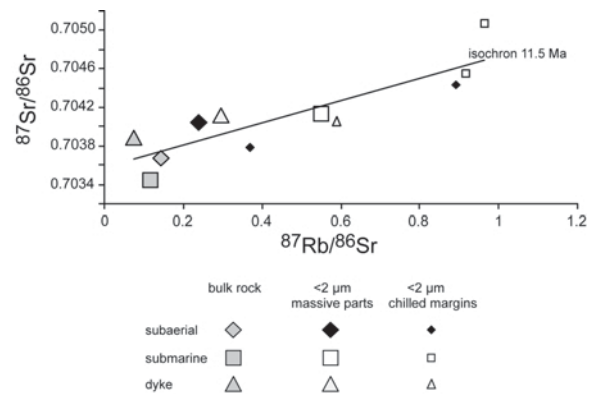 0.7050
0.7046
0.7042
0.7038
0.7034
87Sr/86Sr
isochron 11.5 Ma
0 0.2 0.4 0.6 0.8 1 1.2
87Rb/86Sr
bulk rock <2 μm <2 μm
massive parts chilled margins
subaerial
submarine
dyke